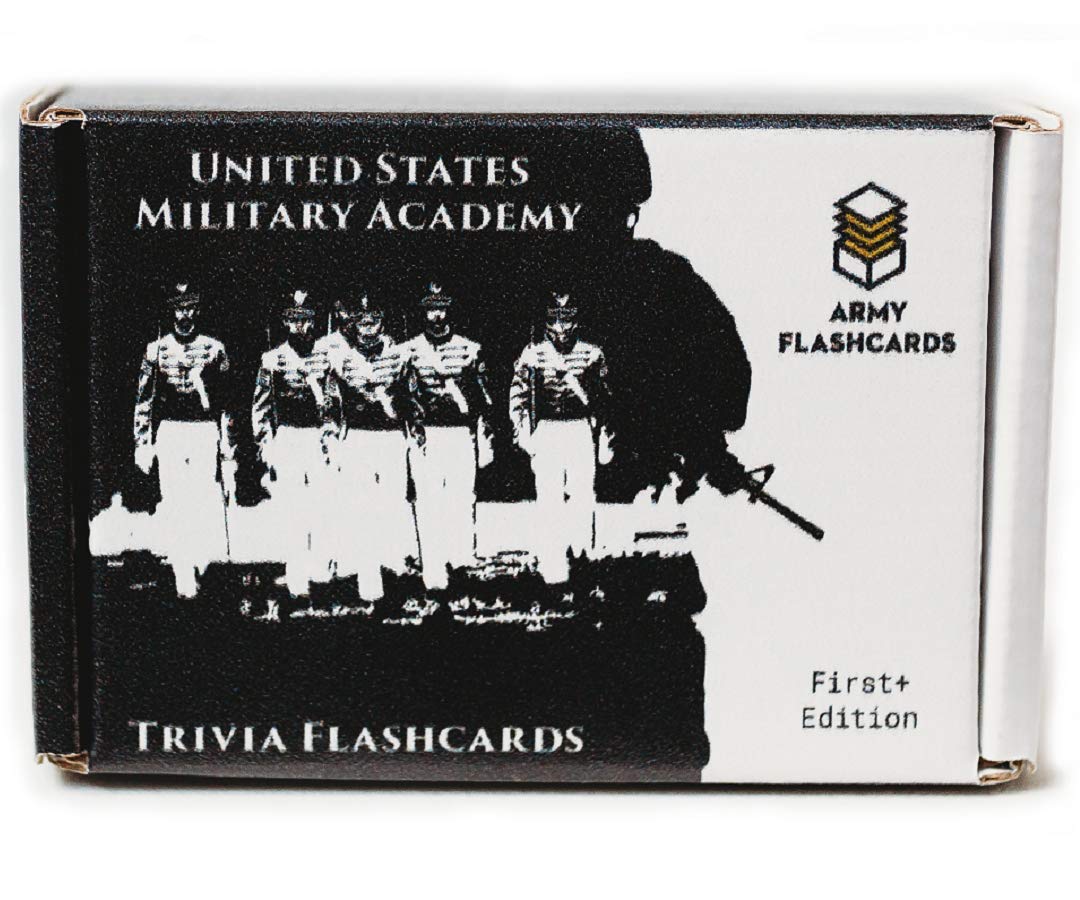 UNITED STATES
MILITARY ACADEMY
ARMY
FLASHCARDS
First+
Edition
TRIVIA FLASHCARDS